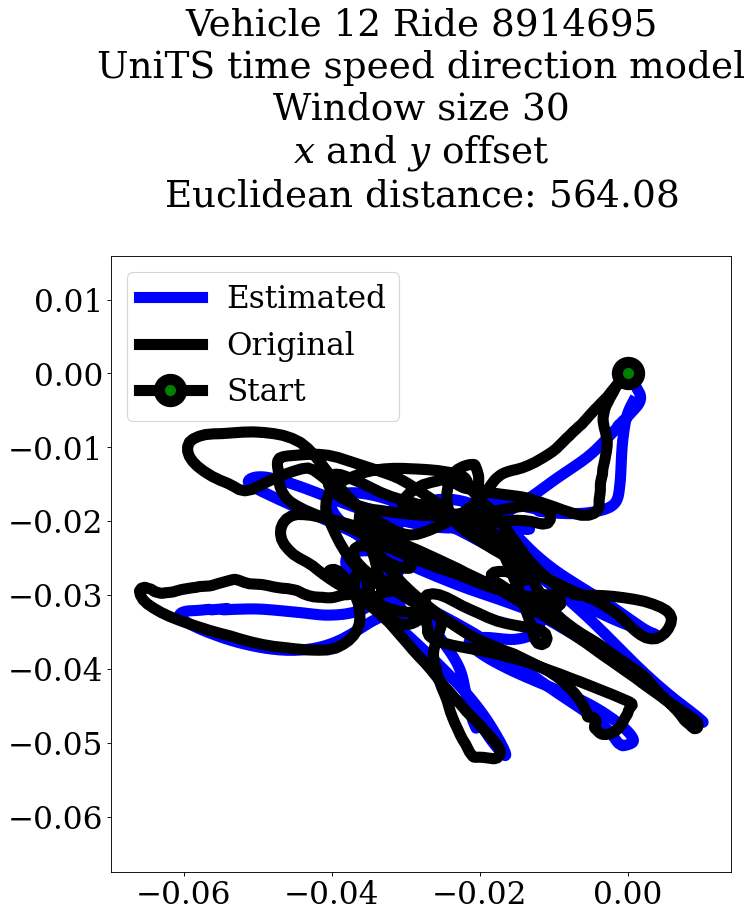 Vehicle 12 Ride 8914695
UniTS time speed direction model
Window size 30
x and y offset
Euclidean distance: 564.08
Estimated
Original
Start
0.01
0.00
−0.01
−0.02
−0.03
−0.04
−0.05
−0.06
−0.06 −0.04 −0.02 0.00